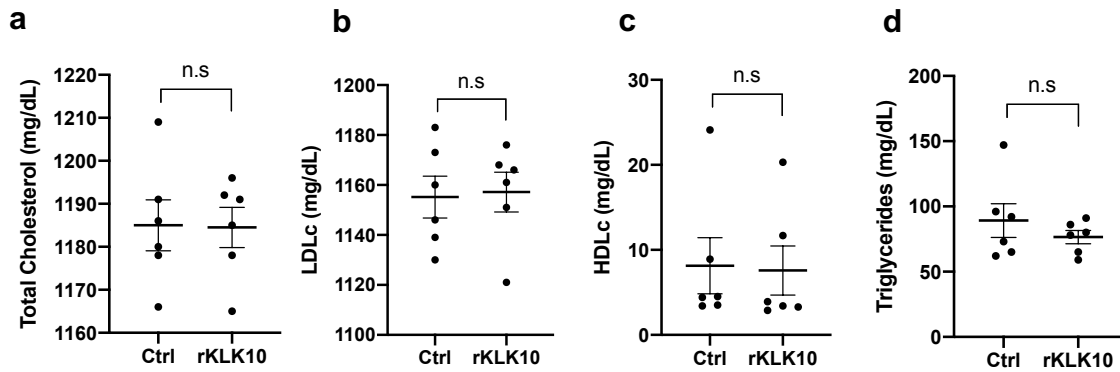 a
Total Cholesterol (mg/dL)
1220
1210
1200
1190
1180
1170
1160
n.s
Ctrl rKLK10
b
LDLc (mg/dL)
1200
1180
1160
1140
1120
1100
n.s
Ctrl rKLK10
c
HDLc (mg/dL)
30
20
10
0
n.s
Ctrl rKLK10
d
Triglycerides (mg/dL)
200
150
100
50
0
n.s
Ctrl rKLK10